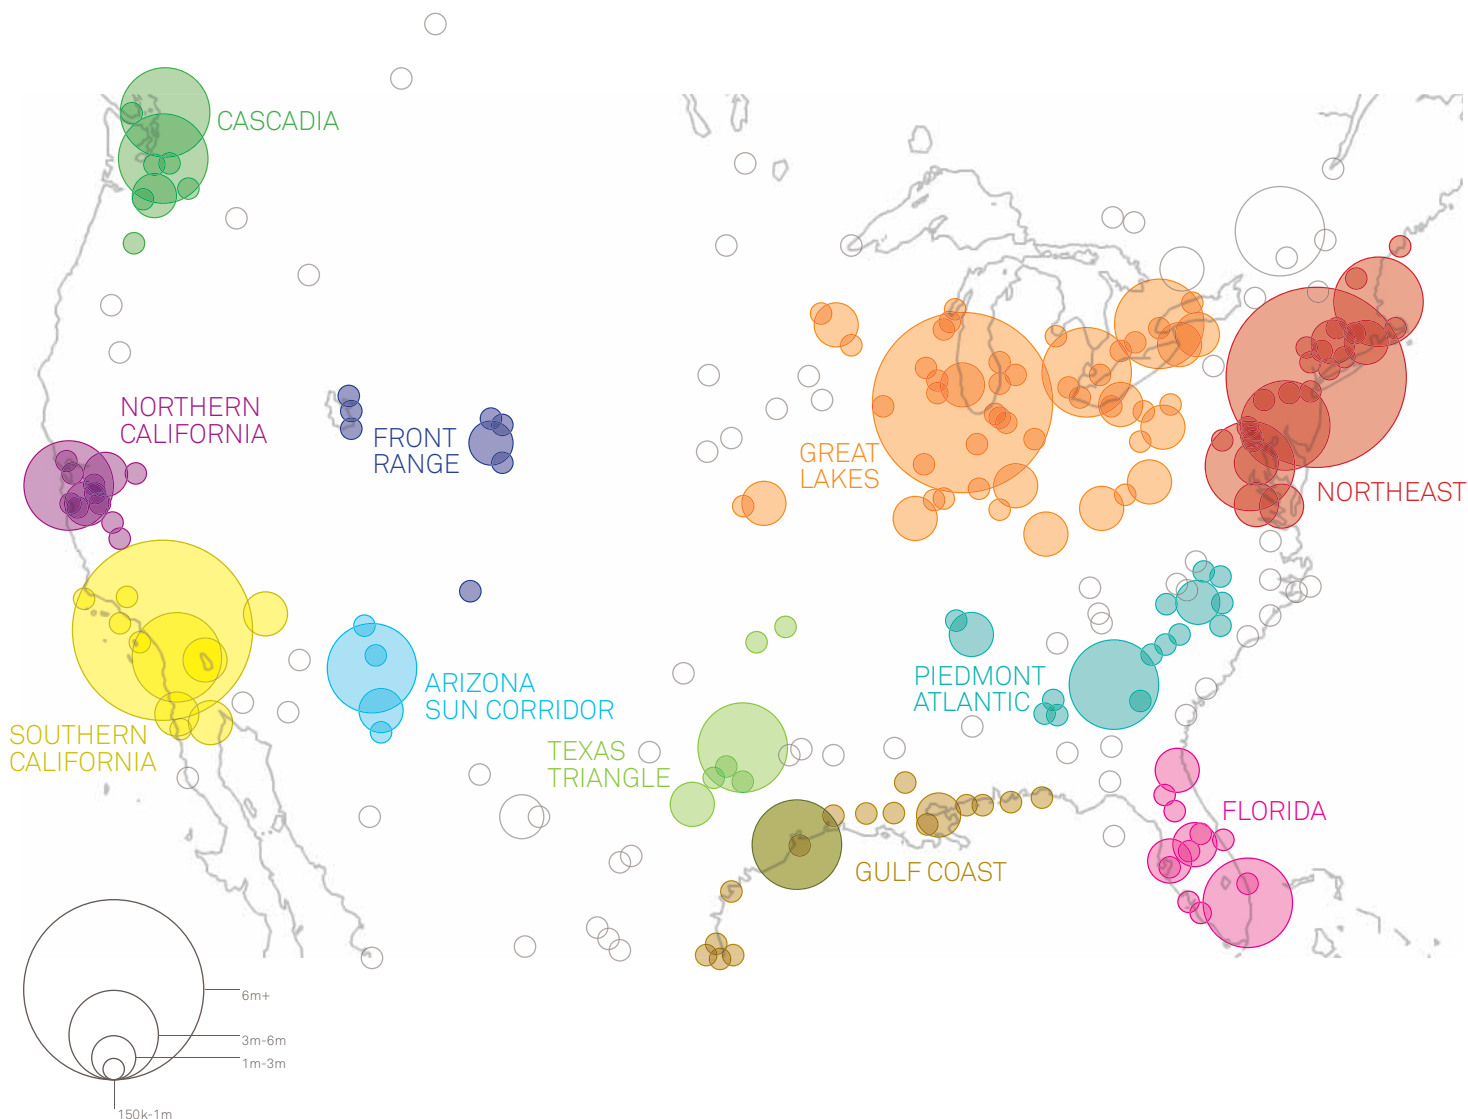 CASCADIA
NORTHERN
CALIFORNIA
FRONT
RANGE
GREAT
LAKES
NORTHEAST
ARIZONA
SUN CORRIDOR
PIEDMONT
ATLANTIC
SOUTHERN
CALIFORNIA
TEXAS
TRIANGLE
FLORIDA
GULF COAST
6m+
3m-6m
1m-3m
150k-1m